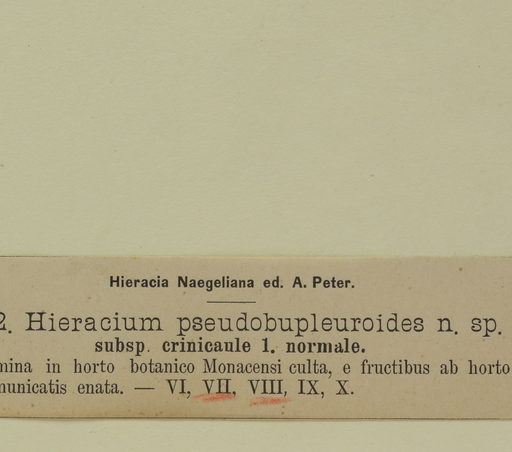 Hieracia Naegeliana ed. A. Peter.
2. Hieracium pseudobupleuroides n. sp.
subsp. crinicaule 1. normale.
mina in horto botanico Monacensi culta, e fructibus ab horto
municatis enata. — VI, VII, VIII, IX, X.